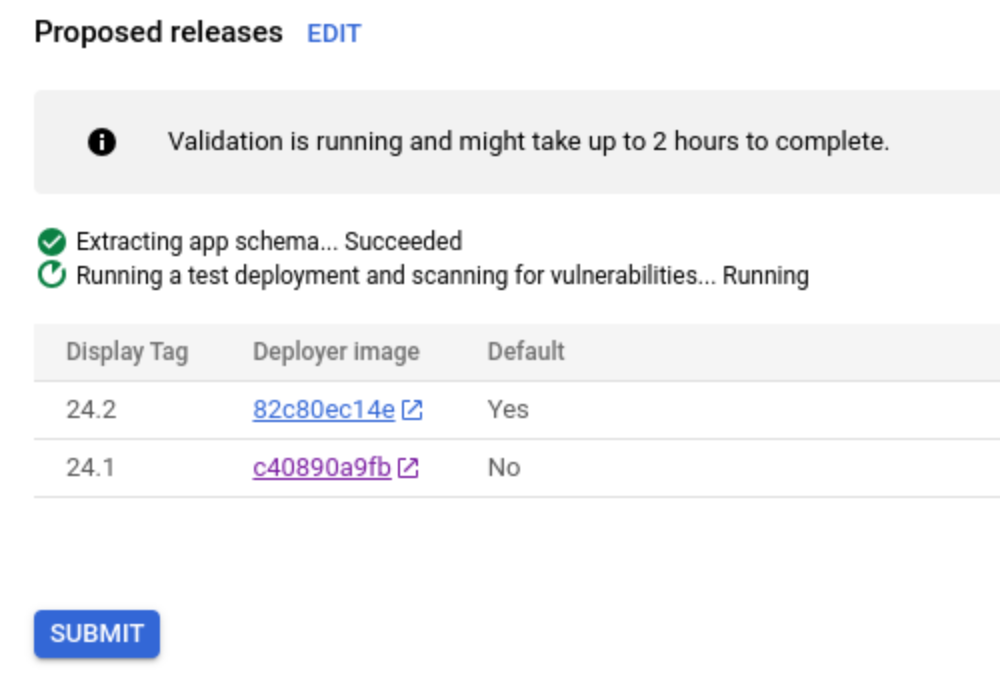 Proposed releases EDIT
Validation is running and might take up to 2 hours to complete.
Extracting app schema... Succeeded
Running a test deployment and scanning for vulnerabilities... Running
Display Tag Deployer image Default
24.2 82c80ec14e Yes
24.1 c40890a9fb No
SUBMIT